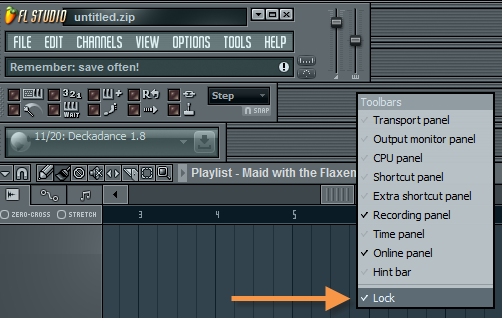 FL STUDIO untitled.zip
FILE EDIT CHANNELS VIEW OPTIONS TOOLS HELP
Remember: save often!
321 R
WAIT
Step
SNAP
11/20: Deckadance 1.8
Playlist - Maid with the Flaxen
ZERO-CROSS STRETCH
3 4 5
Toolbars
Transport panel
Output monitor panel
CPU panel
Shortcut panel
Extra shortcut panel
Recording panel
Time panel
Online panel
Hint bar
Lock